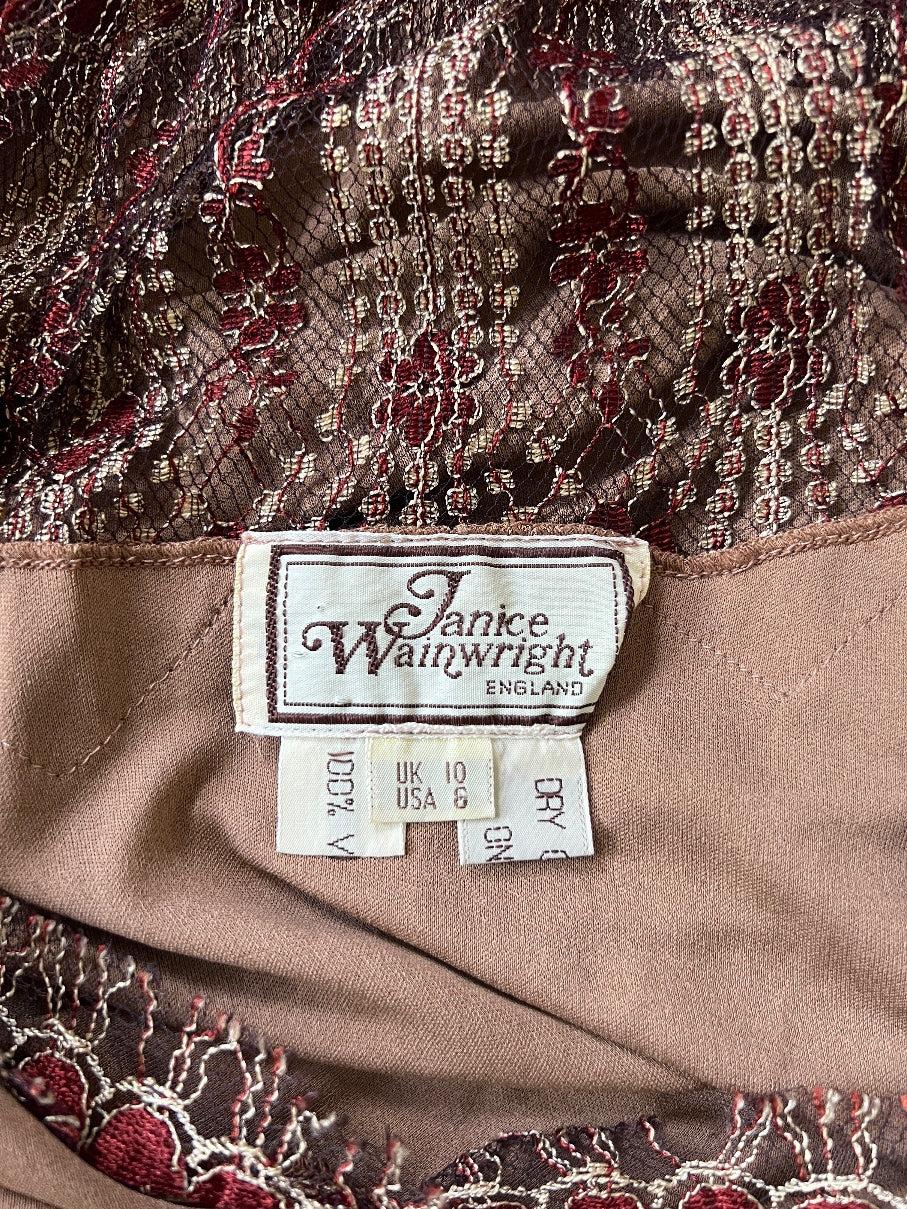 Janice
Wainwright
ENGLAND
UK 10
USA 6
100%
DRY